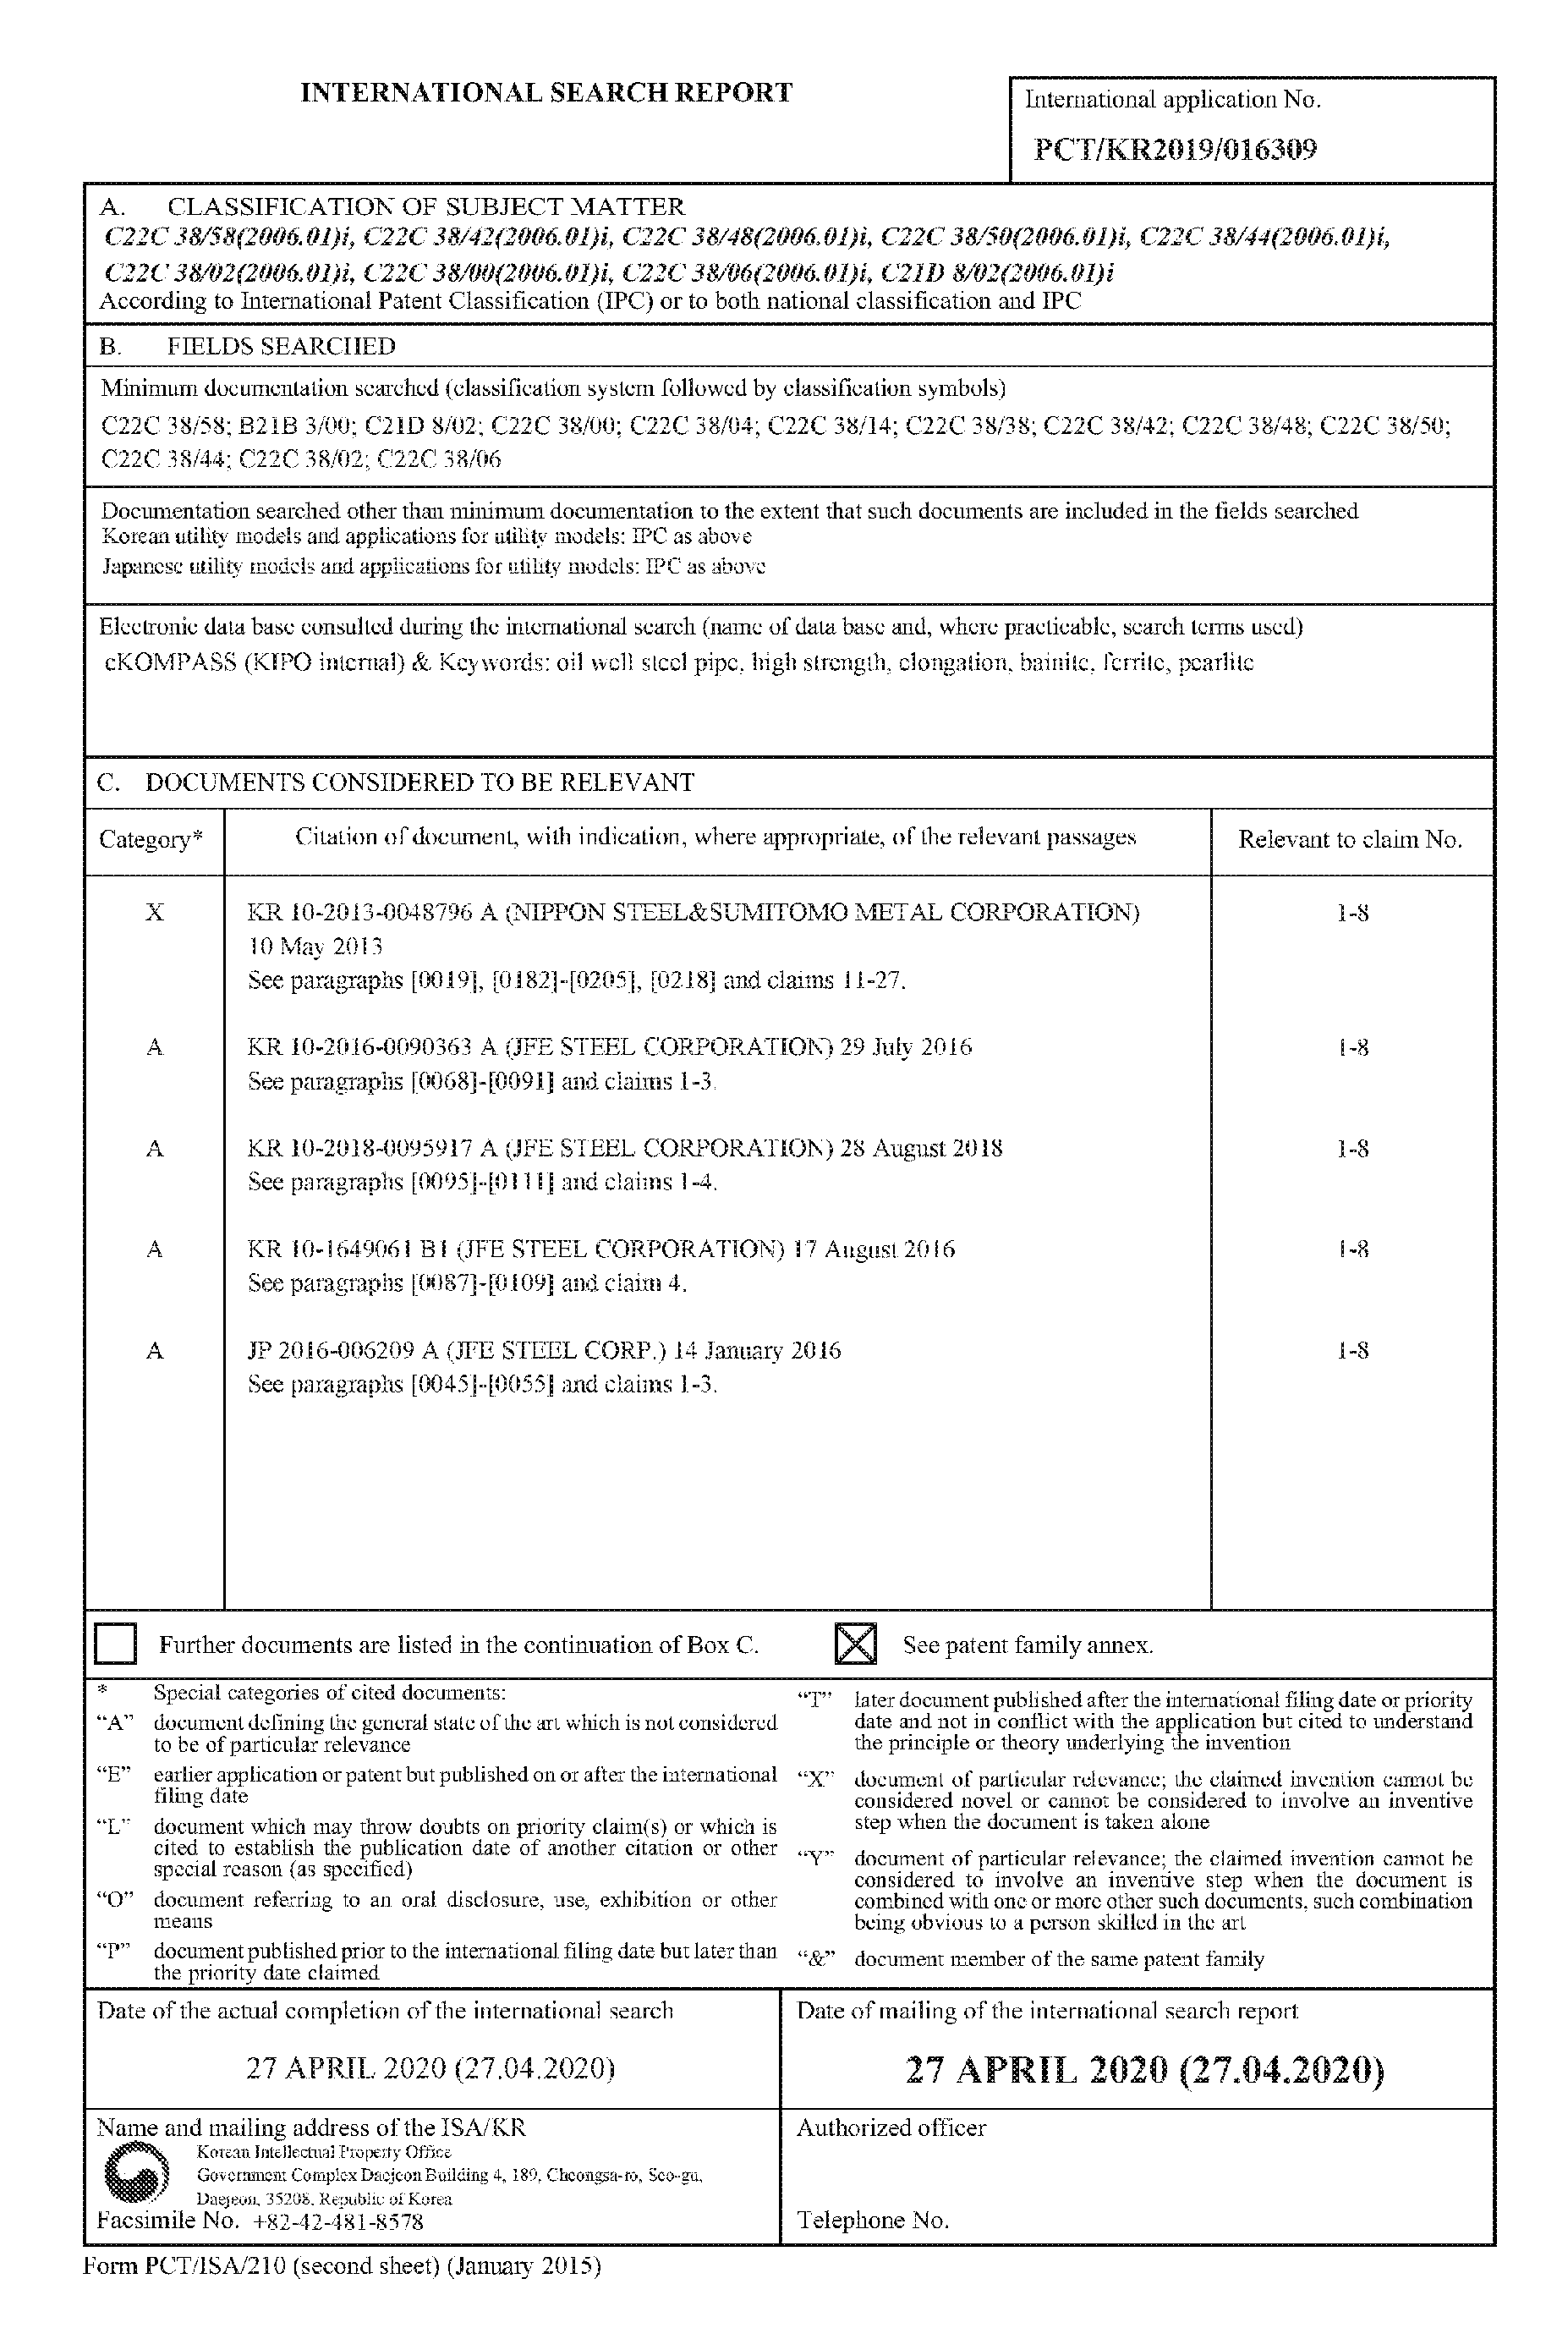 INTERNATIONAL SEARCH REPORT
International application No.
PCT/KR2019/016309
A. CLASSIFICATION OF SUBJECT MATTER
C22C 38/58(2006.01)i, C22C 38/42(2006.01)i, C22C 38/48(2006.01)i, C22C 38/50(2006.01)i, C22C 38/44(2006.01)i,
C22C 38/02(2006.01)i, C22C 38/00(2006.01)i, C22C 38/06(2006.01)i, C21D 8/02(2006.01)i
According to International Patent Classification (IPC) or to both national classification and IPC
B. FIELDS SEARCHED
Minimum documentation searched (classification system followed by classification symbols)
C22C 38/58; B21B 3/00; C21D 8/02; C22C 38/00; C22C 38/04; C22C 38/14; C22C 38/38; C22C 38/42; C22C 38/48; C22C 38/50;
C22C 38/44; C22C 38/02; C22C 38/06
Documentation searched other than minimum documentation to the extent that such documents are included in the fields searched
Korean utility models and applications for utility models: IPC as above
Japanese utility models and applications for utility models: IPC as above
Electronic data base consulted during the international search (name of data base and, where practicable, search terms used)
eKOMPASS (KIPO internal) & Keywords: oil well steel pipe, high strength, elongation, bainite, ferrite, pearlite
C. DOCUMENTS CONSIDERED TO BE RELEVANT
Category* Citation of document, with indication, where appropriate, of the relevant passages Relevant to claim No.
X KR 10-2013-0048796 A (NIPPON STEEL&SUMITOMO METAL CORPORATION) 1-8
10 May 2013
See paragraphs [0019], [0182]-[0205], [0218] and claims 11-27.
A KR 10-2016-0090363 A (JFE STEEL CORPORATION) 29 July 2016 1-8
See paragraphs [0068]-[0091] and claims 1-3.
A KR 10-2018-0095917 A (JFE STEEL CORPORATION) 28 August 2018 1-8
See paragraphs [0095]-[0111] and claims 1-4.
A KR 10-1649061 B1 (JFE STEEL CORPORATION) 17 August 2016 1-8
See paragraphs [0087]-[0109] and claim 4.
A JP 2016-006209 A (JFE STEEL CORP.) 14 January 2016 1-8
See paragraphs [0045]-[0055] and claims 1-3.
Further documents are listed in the continuation of Box C. See patent family annex.
* Special categories of cited documents:
"A" document defining the general state of the art which is not considered
to be of particular relevance
"E" earlier application or patent but published on or after the international
filing date
"L" document which may throw doubts on priority claim(s) or which is
cited to establish the publication date of another citation or other
special reason (as specified)
"O" document referring to an oral disclosure, use, exhibition or other
means
"P" document published prior to the international filing date but later than
the priority date claimed
"T" later document published after the international filing date or priority
date and not in conflict with the application but cited to understand
the principle or theory underlying the invention
"X" document of particular relevance; the claimed invention cannot be
considered novel or cannot be considered to involve an inventive
step when the document is taken alone
"Y" document of particular relevance; the claimed invention cannot be
considered to involve an inventive step when the document is
combined with one or more other such documents, such combination
being obvious to a person skilled in the art
"&" document member of the same patent family
Date of the actual completion of the international search
27 APRIL 2020 (27.04.2020)
Date of mailing of the international search report
27 APRIL 2020 (27.04.2020)
Name and mailing address of the ISA/KR
Korean Intellectual Property Office
Government Complex Daejeon Building 4, 189, Cheongsa-ro, Seo-gu,
Daejeon, 35208, Republic of Korea
Facsimile No. +82-42-481-8578
Authorized officer
Telephone No.
Form PCT/ISA/210 (second sheet) (January 2015)